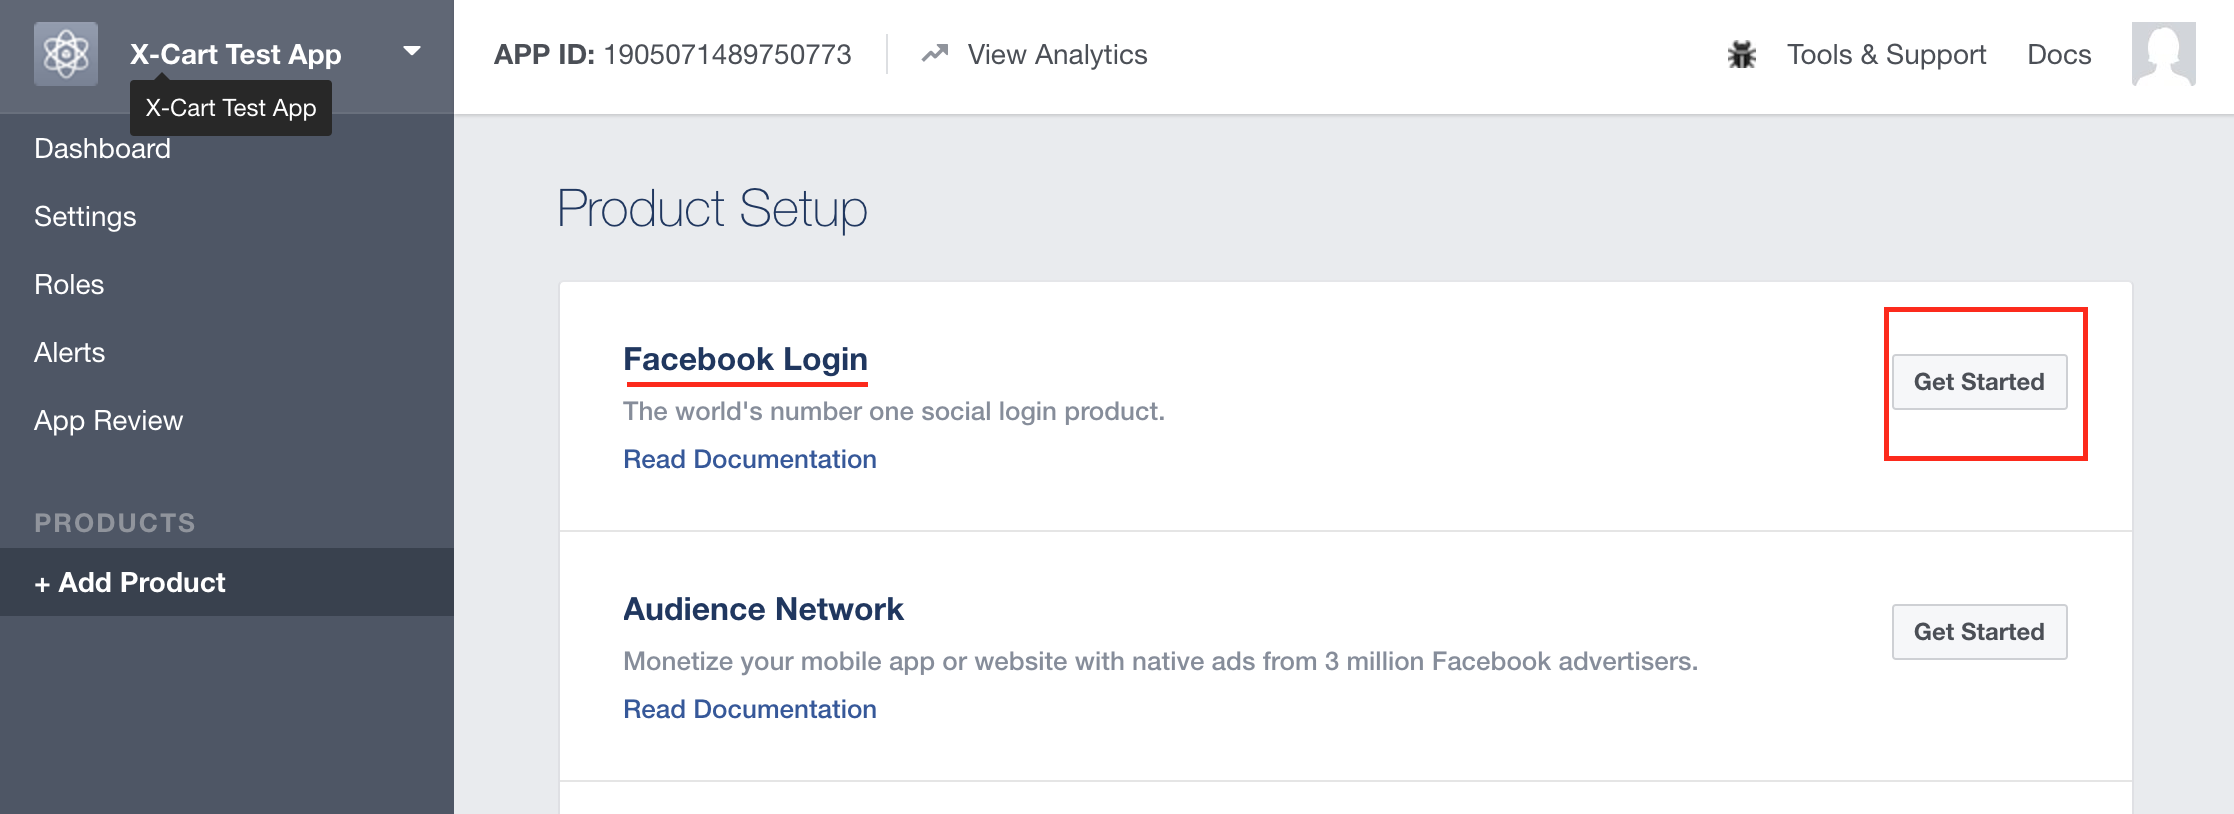 X-Cart Test App
X-Cart Test App
Dashboard
Settings
Roles
Alerts
App Review
PRODUCTS
+ Add Product
APP ID: 1905071489750773
View Analytics
Tools & Support
Docs
Product Setup
Facebook Login
The world's number one social login product.
Read Documentation
Get Started
Audience Network
Monetize your mobile app or website with native ads from 3 million Facebook advertisers.
Read Documentation
Get Started